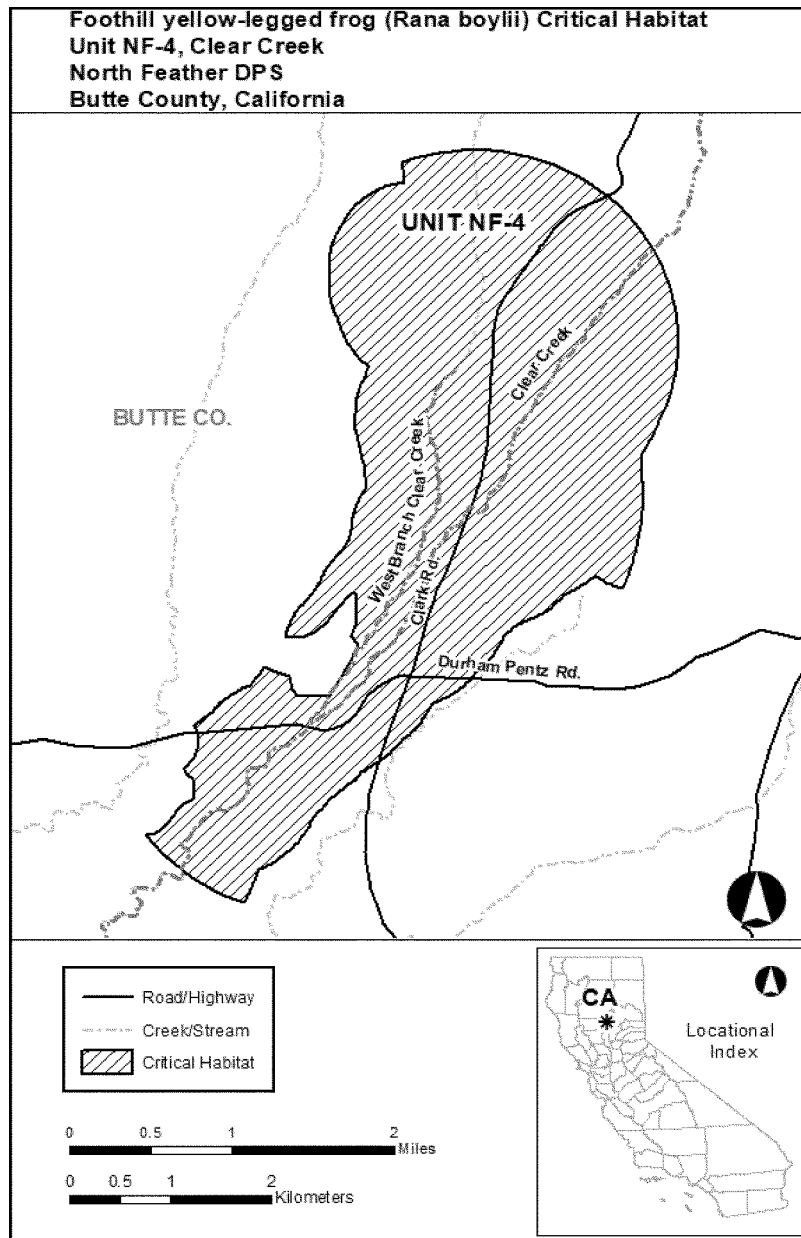 Foothill yellow-legged frog (Rana boylii) Critical Habitat
Unit NF-4, Clear Creek
North Feather DPS
Butte County, California
UNIT NF-4
Clear Creek
BUTTE CO.
West Branch Clear Creek
Clark Rd.
Durham Pentz Rd.
Road/Highway
Creek/Stream
Critical Habitat
CA
Locational
Index
0 0.5 1 2
Miles
0 0.5 1 2
Kilometers